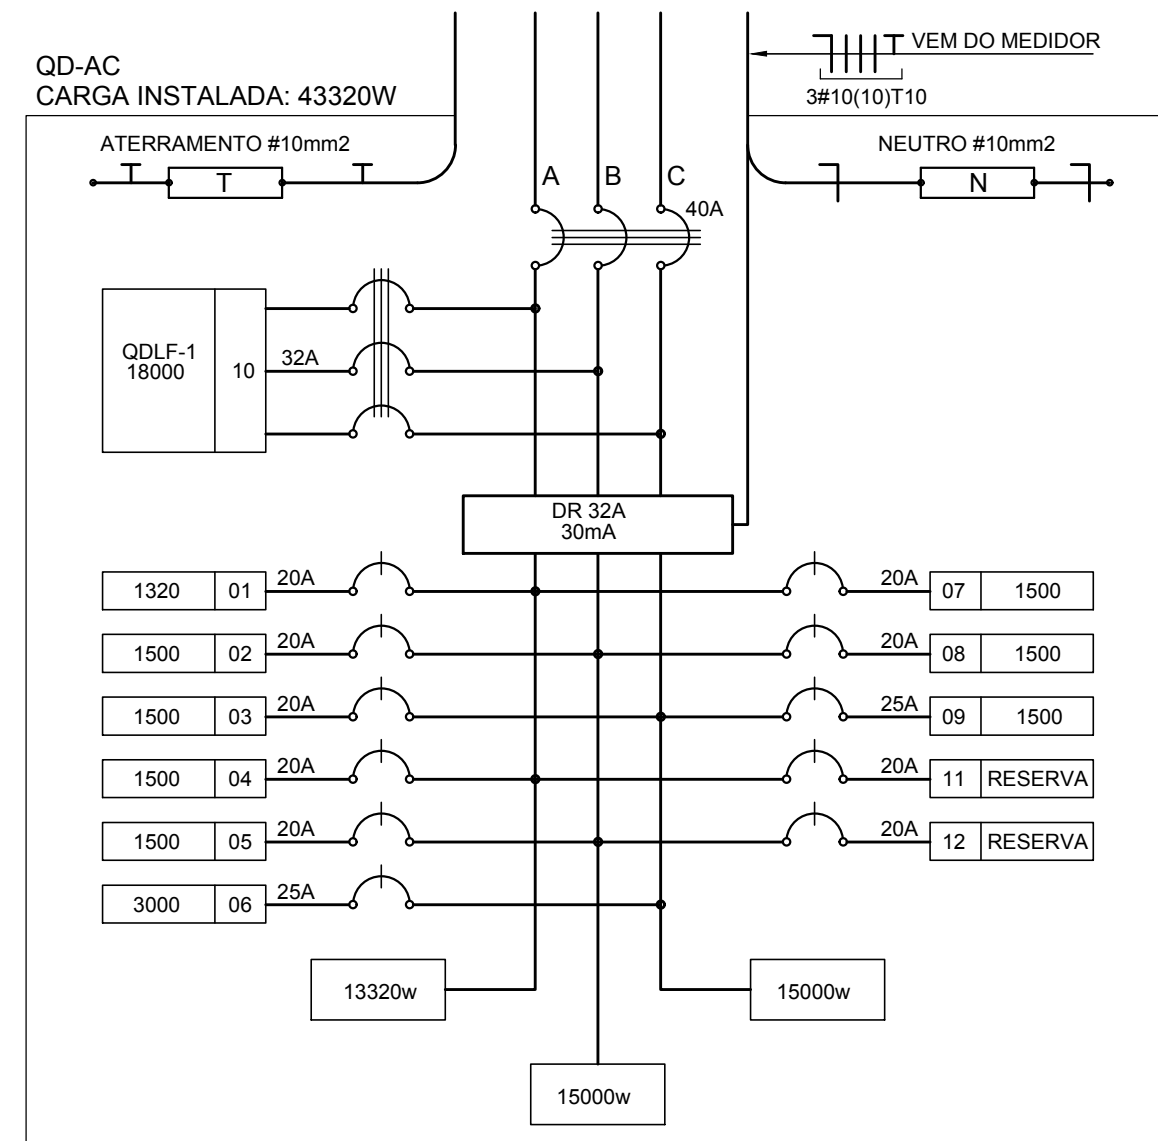 QD-AC
CARGA INSTALADA: 43320W
VEM DO MEDIDOR
3#10(10)T10
ATERRAMENTO #10mm2
T
NEUTRO #10mm2
N
A
B
C
40A
QDLF-1
18000
10
32A
DR 32A
30mA
1320 01 20A
20A 07 1500
1500 02 20A
20A 08 1500
1500 03 20A
25A 09 1500
1500 04 20A
20A 11 RESERVA
1500 05 20A
20A 12 RESERVA
3000 06 25A
13320w
15000w
15000w